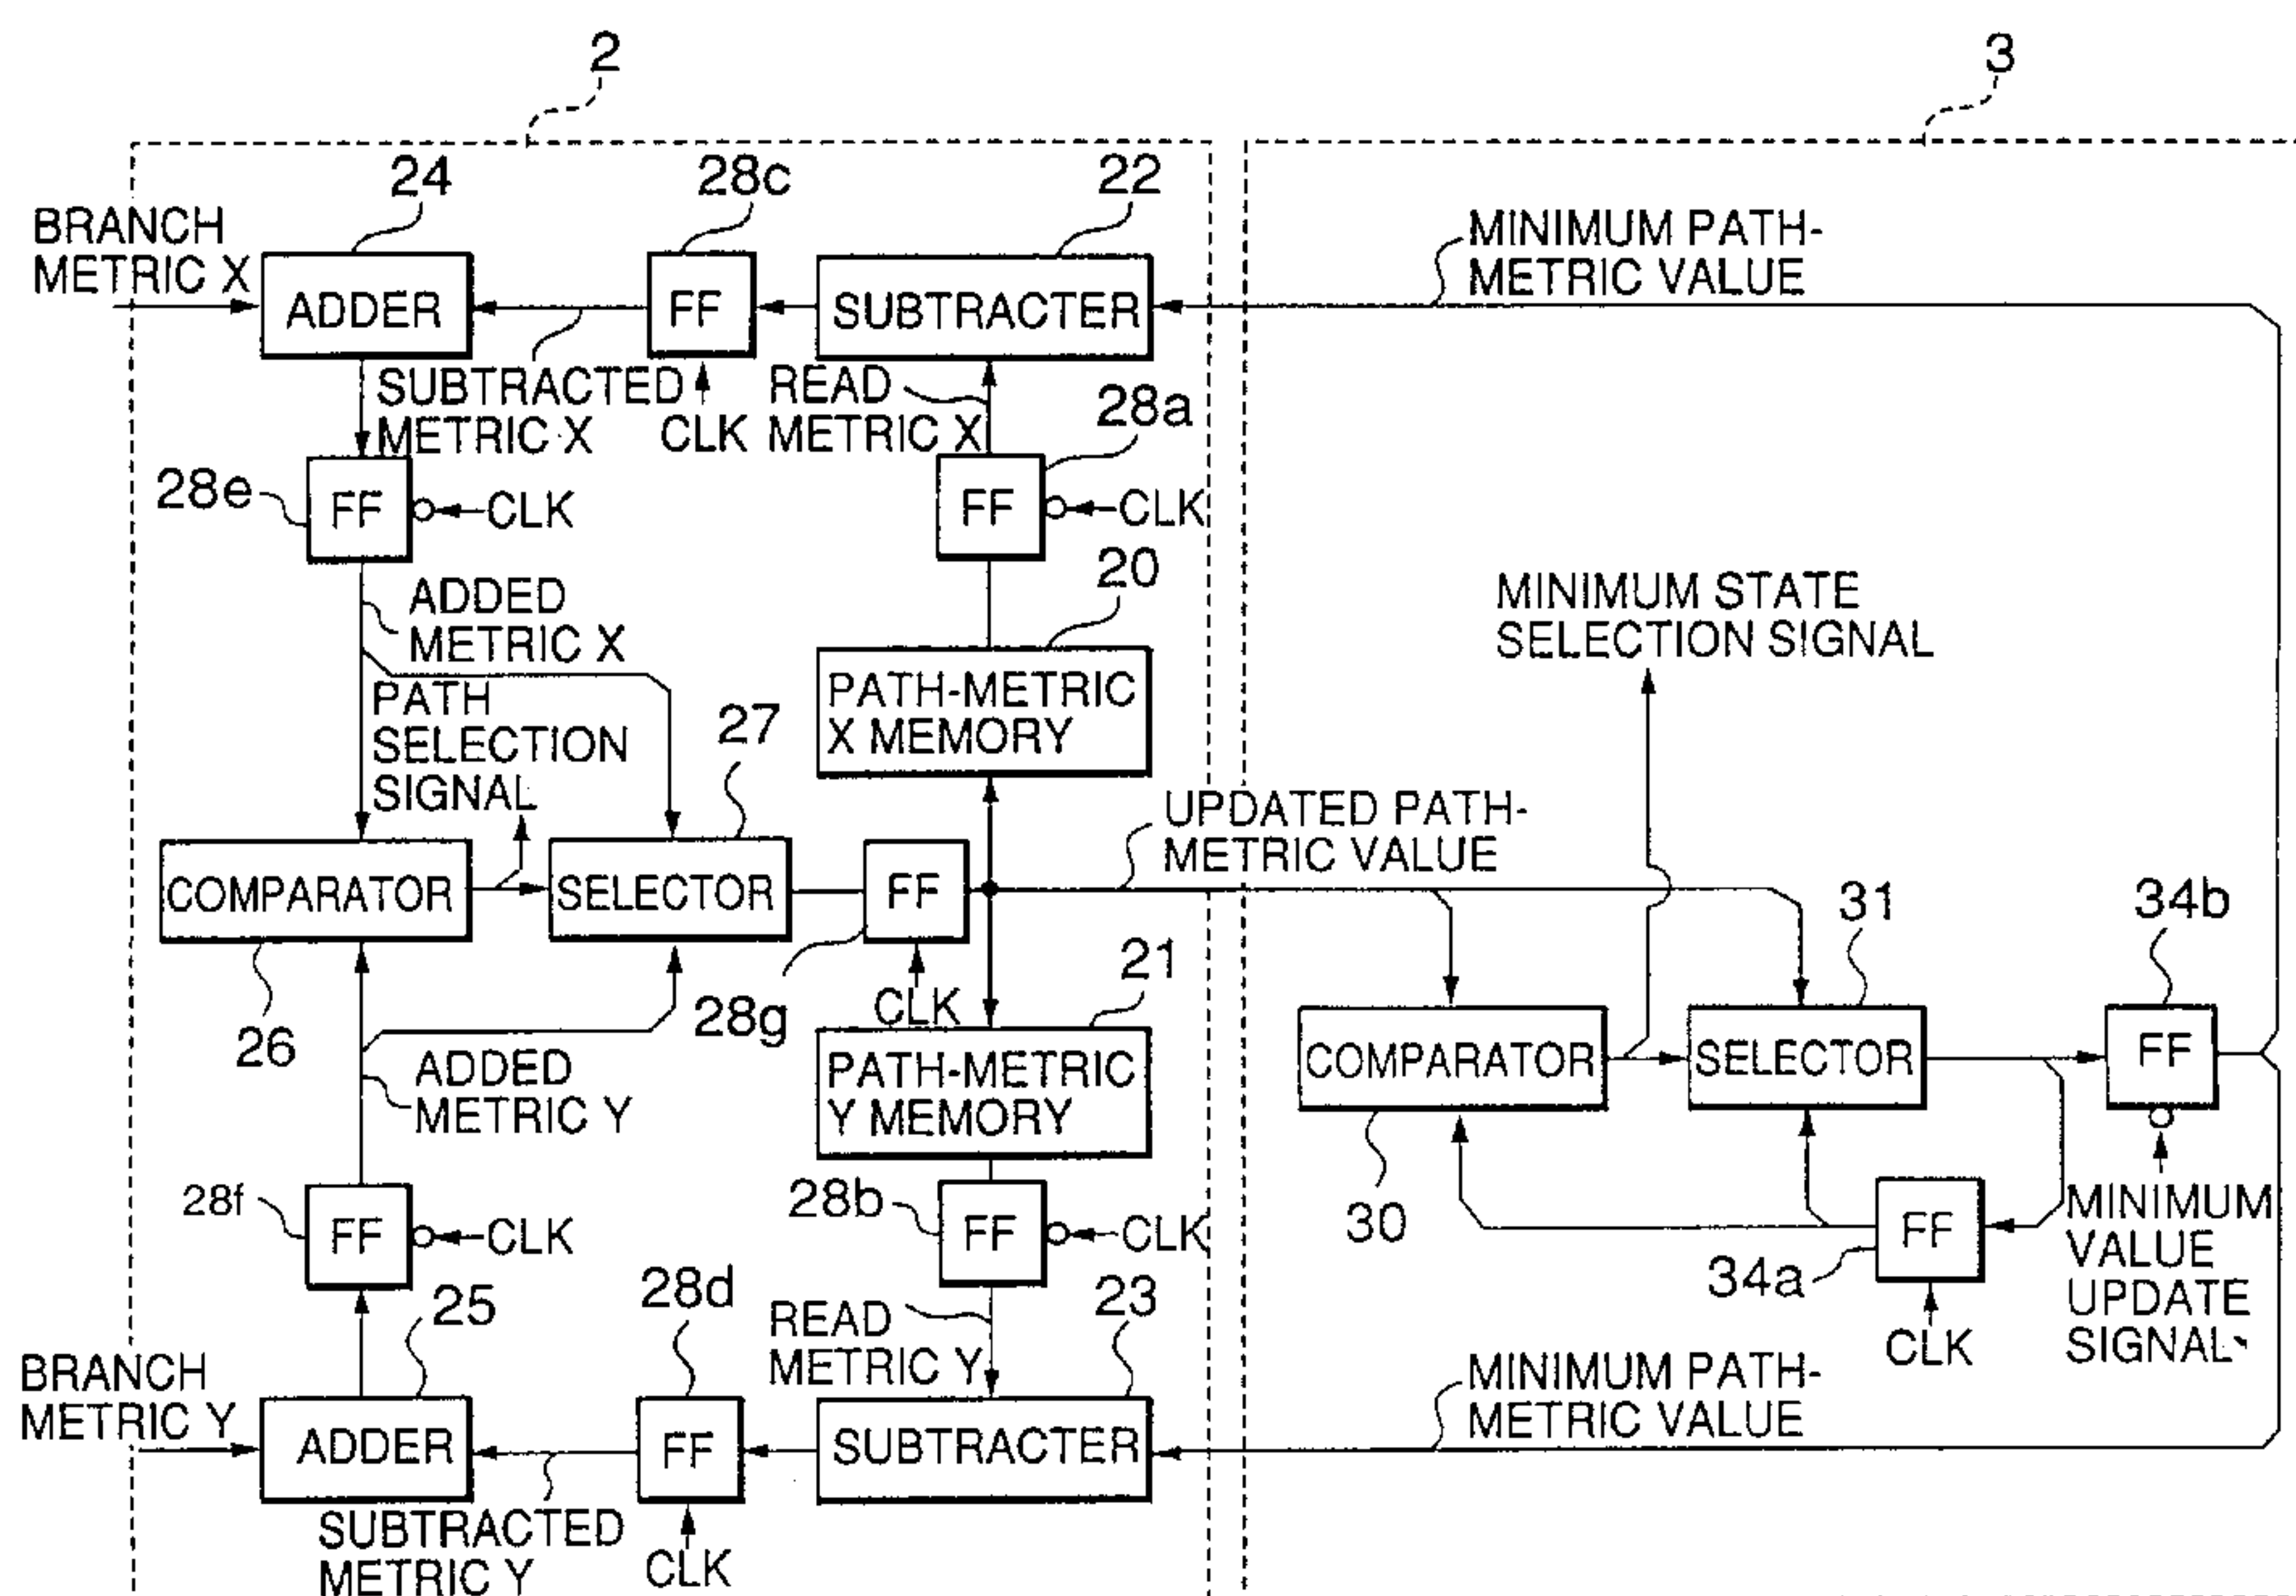 2
3
24
28c
22
BRANCH
METRIC X
MINIMUM PATH-
METRIC VALUE
ADDER
FF
SUBTRACTER
SUBTRACTED
METRIC X
CLK
READ
METRIC X
28a
28e
FF
CLK
FF
CLK
20
ADDED
METRIC X
MINIMUM STATE
SELECTION SIGNAL
PATH
SELECTION
SIGNAL
27
PATH-METRIC
X MEMORY
UPDATED PATH-
METRIC VALUE
COMPARATOR
SELECTOR
FF
31
34b
26
28g
CLK
21
ADDED
METRIC Y
PATH-METRIC
Y MEMORY
COMPARATOR
SELECTOR
FF
28f
FF
CLK
28b
FF
CLK
30
34a
FF
CLK
MINIMUM
VALUE
UPDATE
SIGNAL
25
28d
READ
METRIC Y
23
BRANCH
METRIC Y
MINIMUM PATH-
METRIC VALUE
ADDER
FF
SUBTRACTER
SUBTRACTED
METRIC Y
CLK